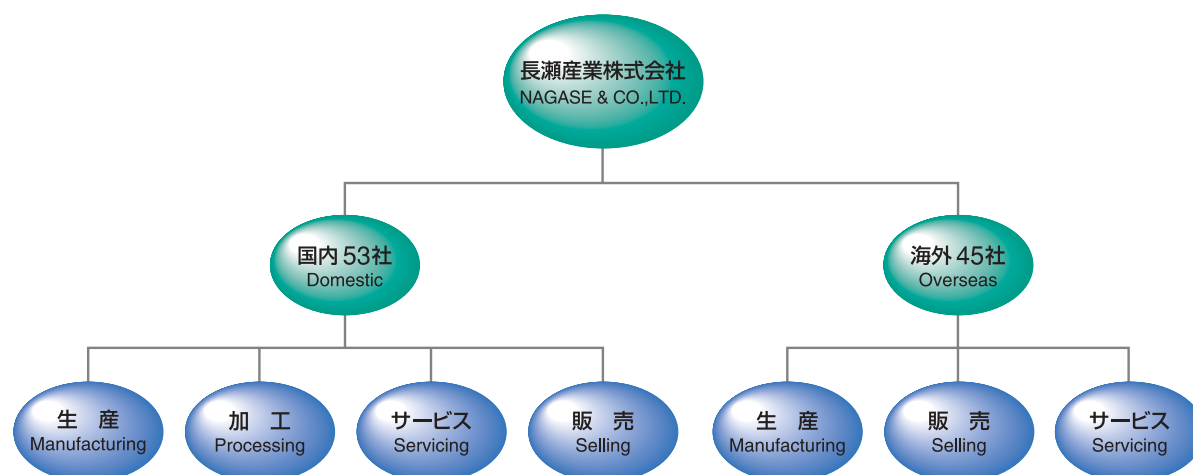 長瀬産業株式会社
NAGASE & CO.,LTD.
国内 53社
Domestic
海外 45社
Overseas
生 産
Manufacturing
加 工
Processing
サービス
Servicing
販 売
Selling
生 産
Manufacturing
販 売
Selling
サービス
Servicing